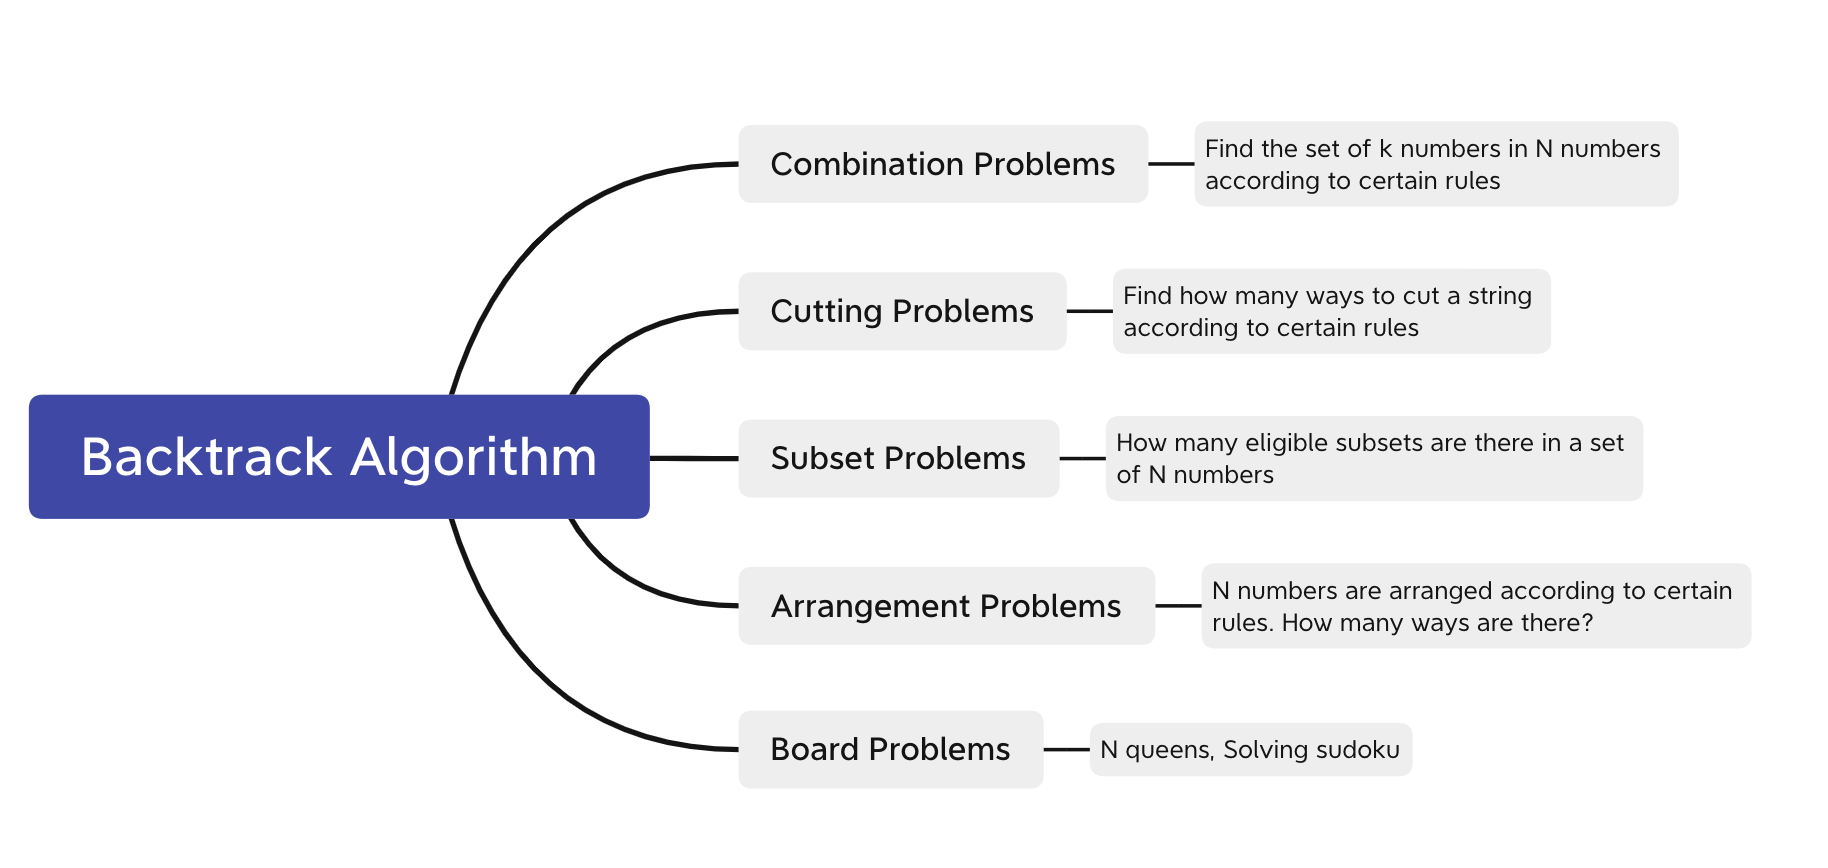 Backtrack Algorithm
Combination Problems
Find the set of k numbers in N numbers
according to certain rules
Cutting Problems
Find how many ways to cut a string
according to certain rules
Subset Problems
How many eligible subsets are there in a set
of N numbers
Arrangement Problems
N numbers are arranged according to certain
rules. How many ways are there?
Board Problems
N queens, Solving sudoku